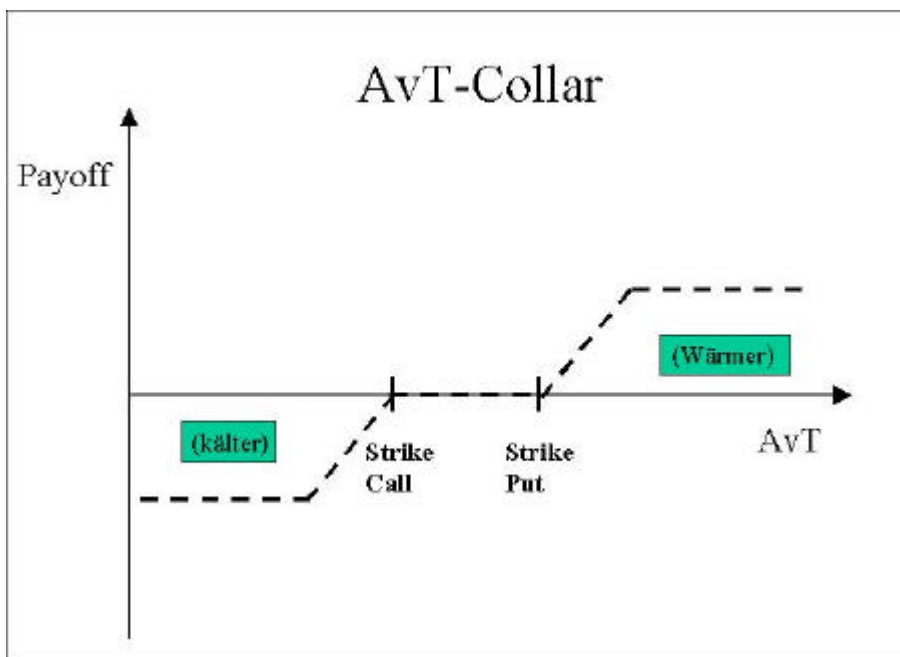 AvT-Collar
Payoff
(Wärmer)
(kälter)
AvT
Strike
Call
Strike
Put